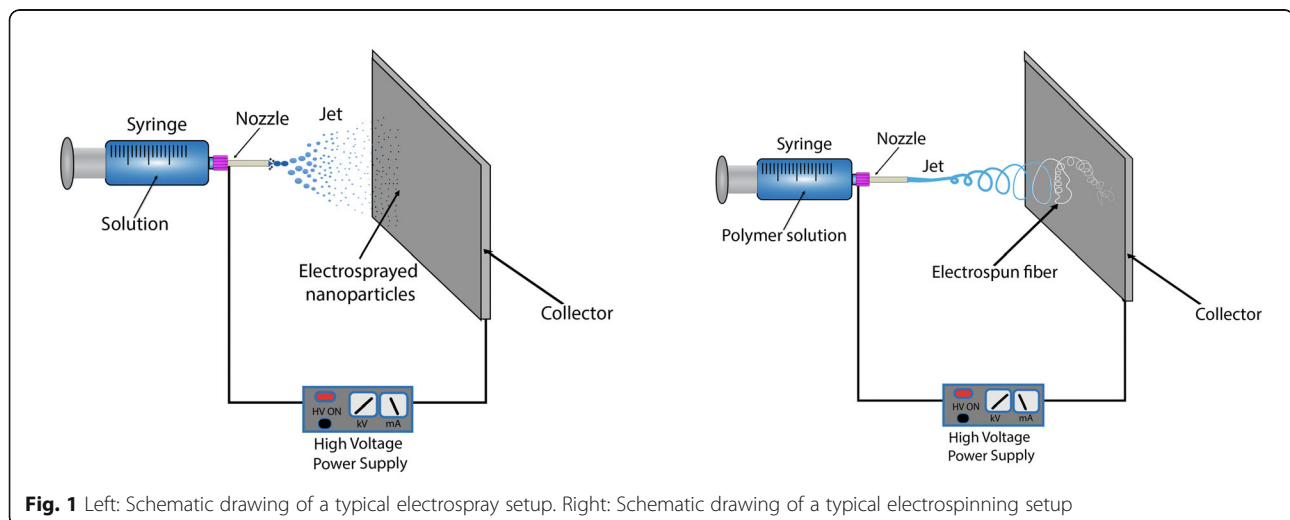 Syringe
Nozzle
Jet
Solution
Electrosprayed
nanoparticles
Collector
HV ON
kV
mA
High Voltage
Power Supply
Syringe
Nozzle
Jet
Polymer solution
Electrospun fiber
Collector
HV ON
kV
mA
High Voltage
Power Supply
Fig. 1 Left: Schematic drawing of a typical electrospray setup. Right: Schematic drawing of a typical electrospinning setup